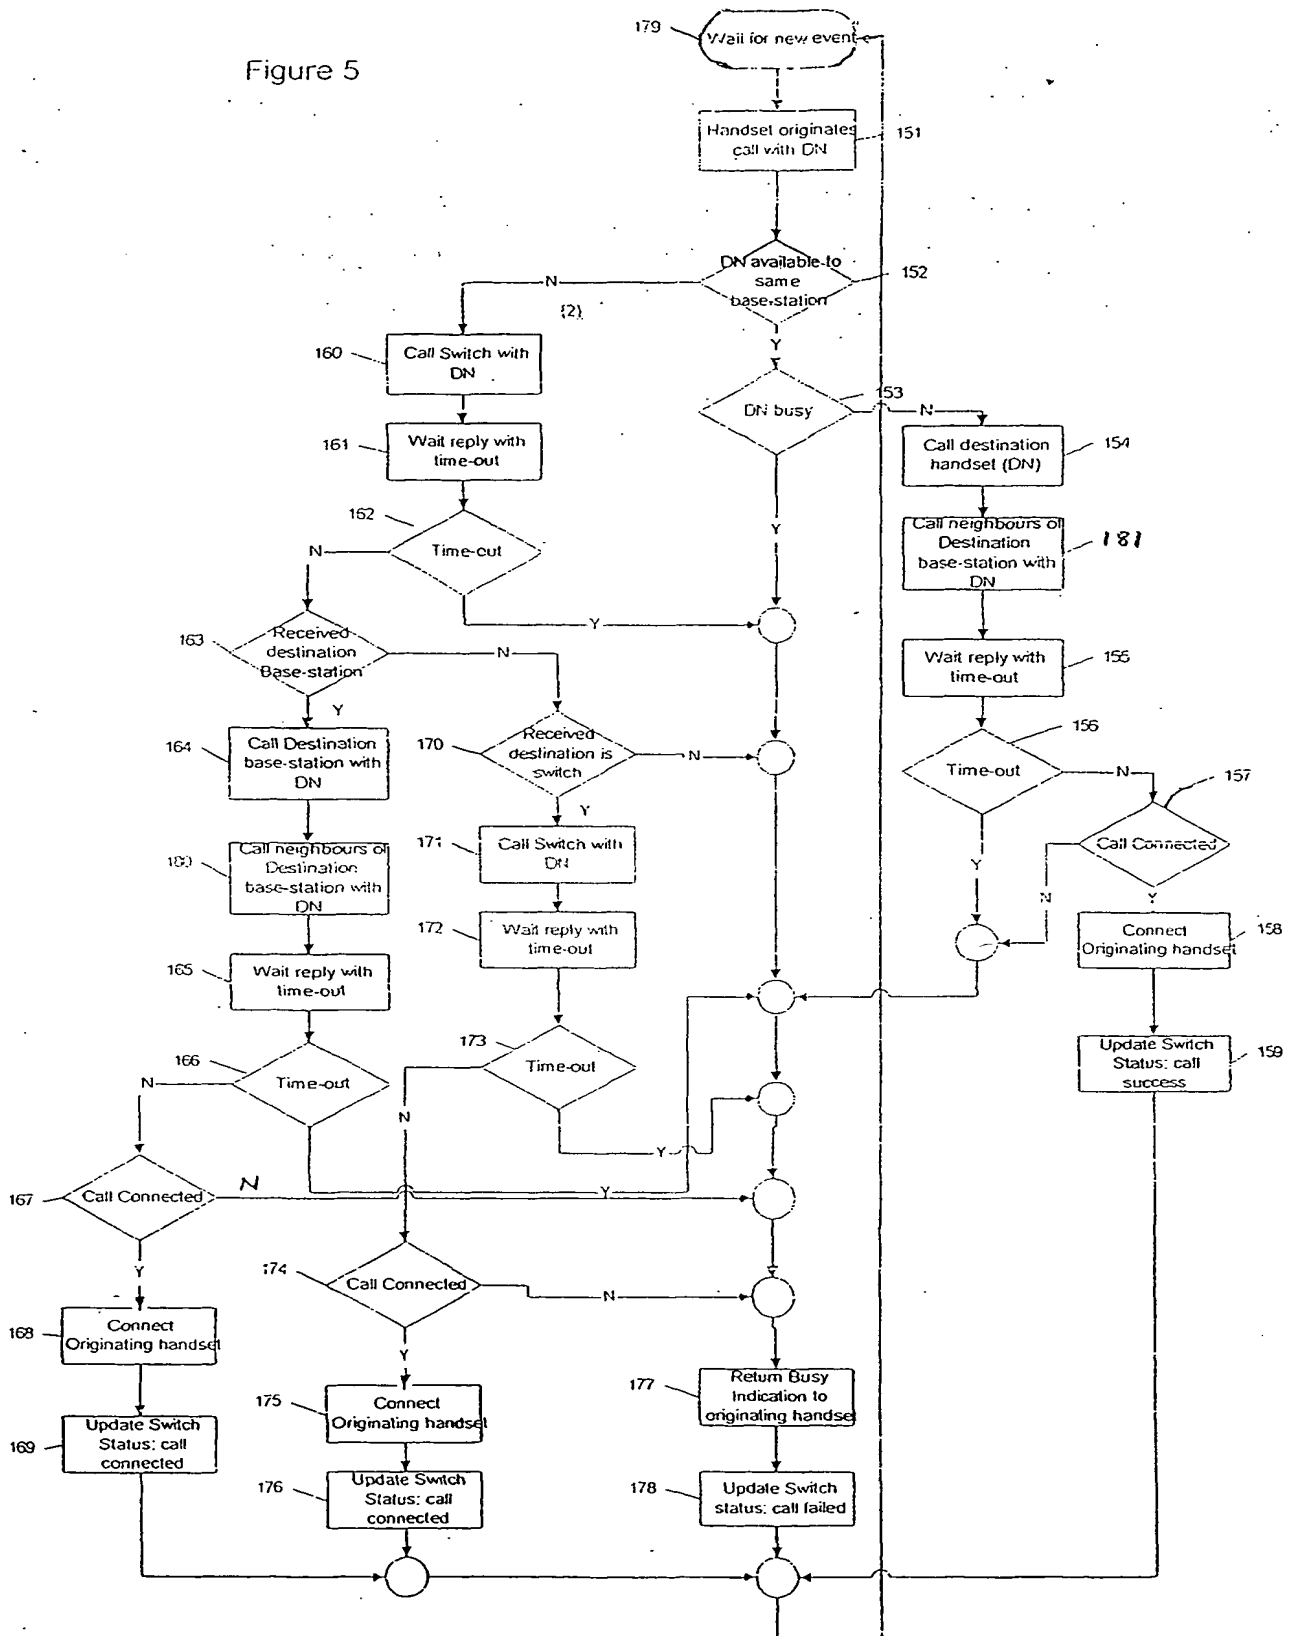 Figure 5
179
Wait for new event
Handset originates
call with DN
151
DN available to
same
base-station
152
N
(2)
Y
160
Call Switch with
DN
DN busy
153
N
161
Wait reply with
time-out
Call destination
handset (DN)
154
162
Time-out
N
Y
Y
Call neighbours of
Destination
base-station with
DN
181
163
Received
destination
Base-station
N
Y
Wait reply with
time-out
155
164
Call Destination
base-station with
DN
170
Received
destination is
switch
N
Y
156
Time-out
N
157
Call Connected
Y
N
Y
180
Call neighbours of
Destination
base-station with
DN
171
Call Switch with
DN
172
Wait reply with
time-out
Connect
Originating handset
158
165
Wait reply with
time-out
166
Time-out
N
Y
173
Time-out
N
Y
Update Switch
Status: call
success
159
167
Call Connected
N
Y
174
Call Connected
N
Y
168
Connect
Originating handset
175
Connect
Originating handset
177
Return Busy
Indication to
originating handset
169
Update Switch
Status: call
connected
176
Update Switch
Status: call
connected
178
Update Switch
status: call failed